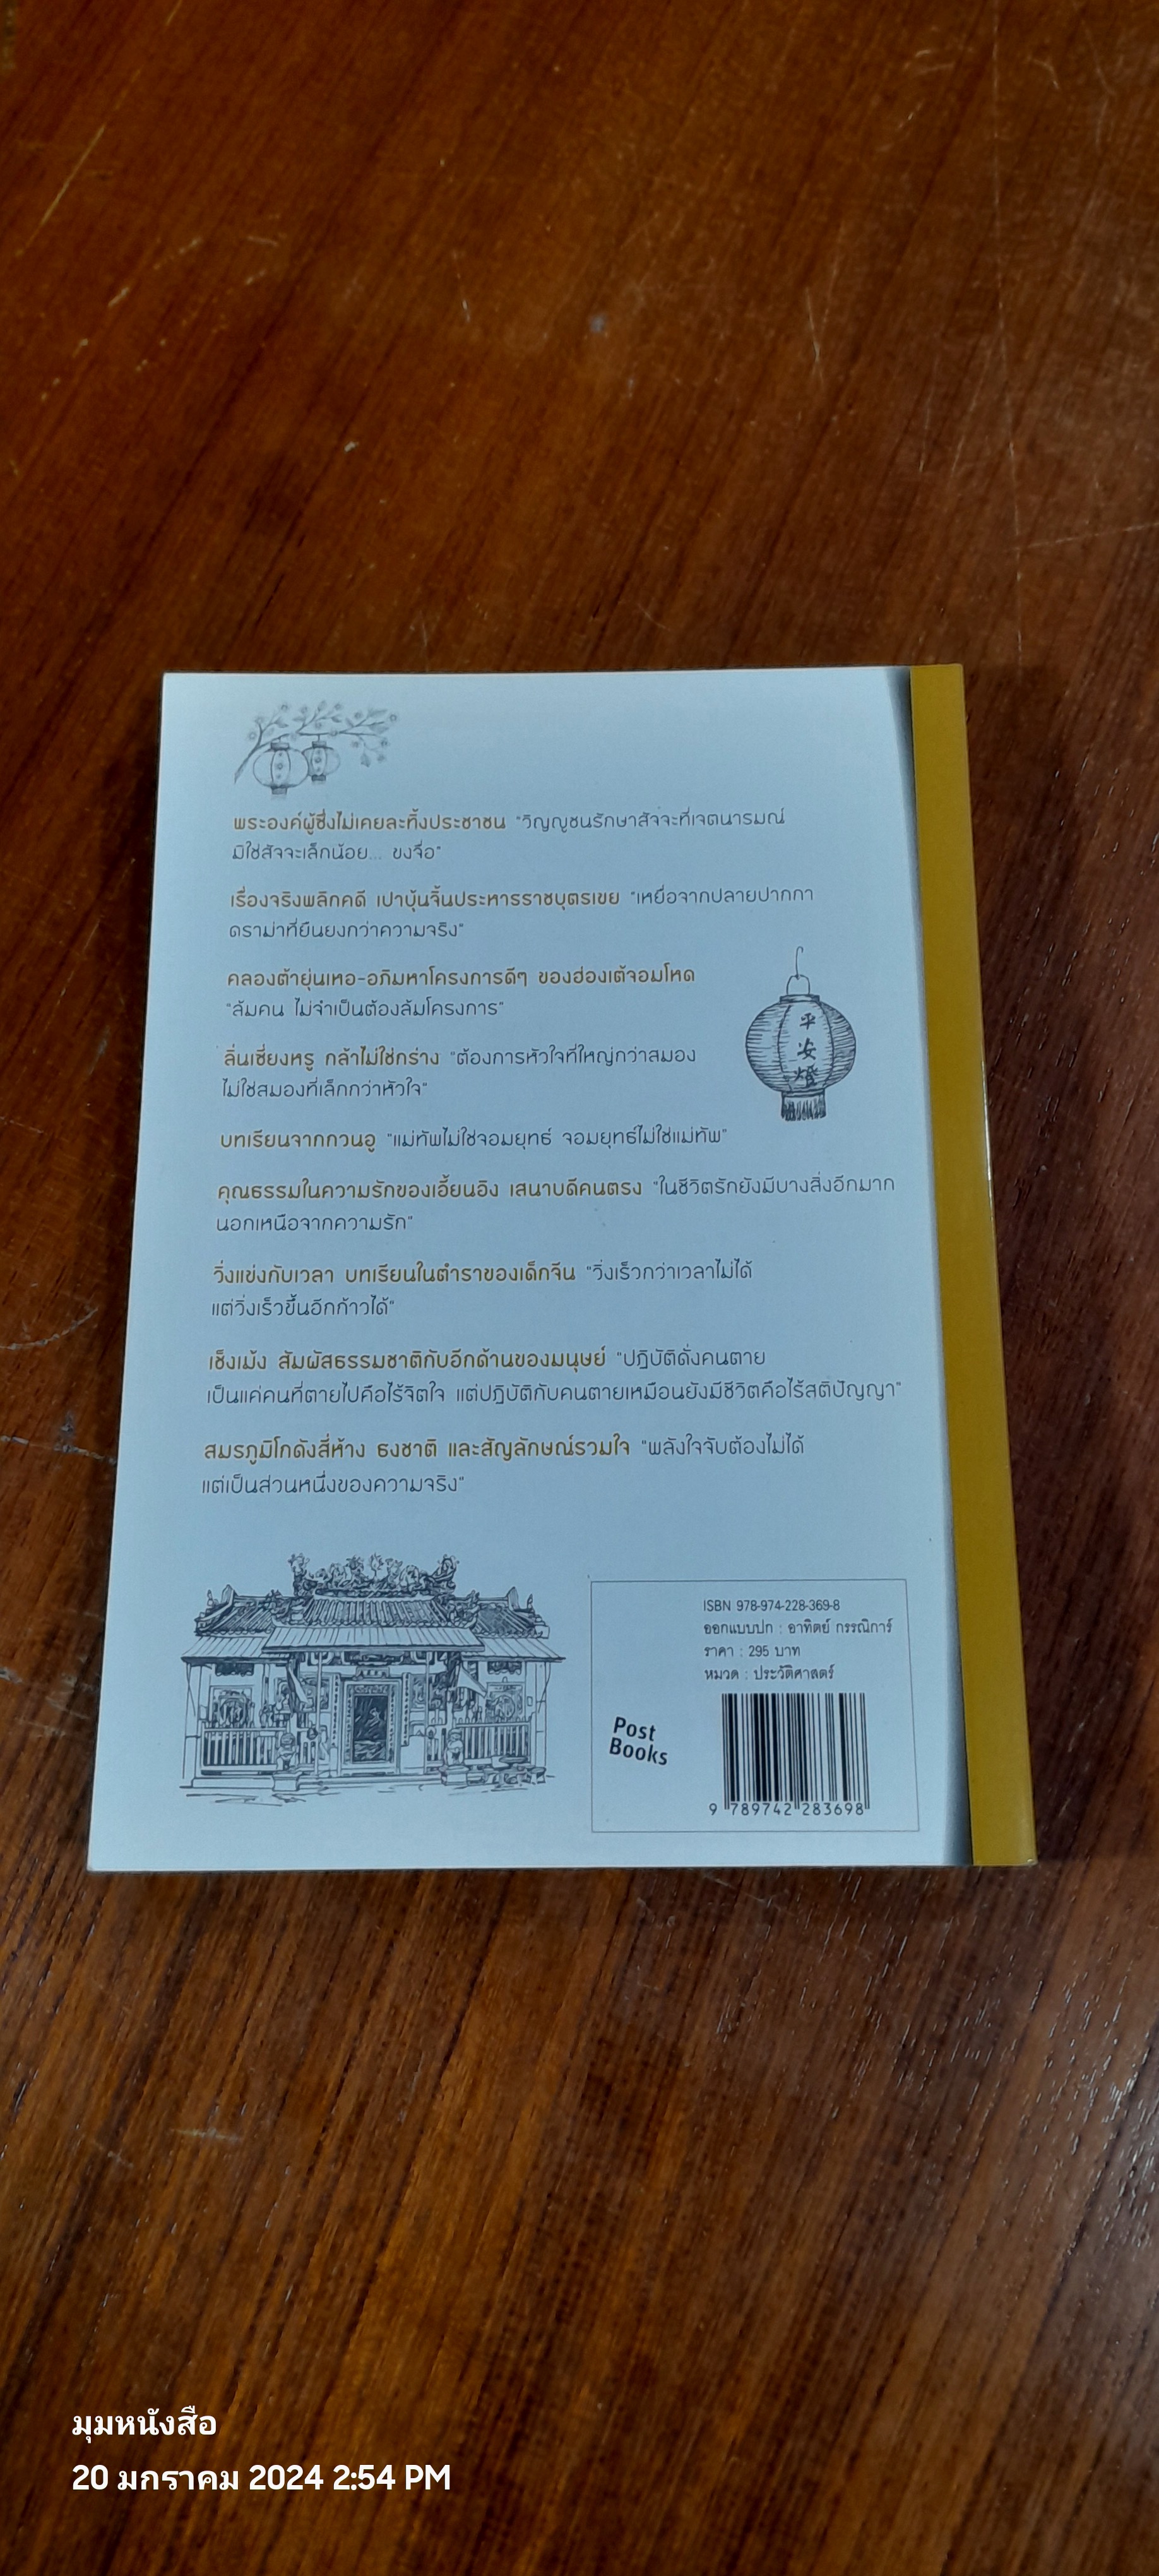 พระองค์ผู้ซึ่งไม่เคยละทิ้งประชาชน "วิญญูชนรักษาสัจจะที่เจตนารมณ์
มิใช่สัจจะเล็กน้อย... ขงจื่อ"
เรื่องจริงพลิกคดี เปาบุ้นจิ้นประหารราชบุตรเขย "เหยื่อจากปลายปากกา
ดราม่าที่ยืนยงกว่าความจริง"
คลองต้ายุ่นเหอ-อภิมหาโครงการดีๆ ของฮ่องเต้จอมโหด
"ล้มคน ไม่จำเป็นต้องล้มโครงการ"
ลิ่นเซี่ยงหรู กล้าไม่ใช่กร่าง "ต้องการหัวใจที่ใหญ่กว่าสมอง
ไม่ใช่สมองที่เล็กกว่าหัวใจ"
平
安
燈
บทเรียนจากกวนอู "แม่ทัพไม่ใช่จอมยุทธ์ จอมยุทธ์ไม่ใช่แม่ทัพ"
คุณธรรมในความรักของเอี้ยนอิง เสนาบดีคนตรง "ในชีวิตรักยังมีบางสิ่งอีกมาก
นอกเหนือจากความรัก"
วิ่งแข่งกับเวลา บทเรียนในตำราของเด็กจีน "วิ่งเร็วกว่าเวลาไม่ได้
แต่วิ่งเร็วขึ้นอีกก้าวได้"
เช็งเม้ง สัมผัสธรรมชาติกับอีกด้านของมนุษย์ "ปฏิบัติดั่งคนตาย
เป็นแค่คนที่ตายไปคือไร้จิตใจ แต่ปฏิบัติกับคนตายเหมือนยังมีชีวิตคือไร้สติปัญญา"
สมรภูมิโกดังสี่ห้าง ธงชาติ และสัญลักษณ์รวมใจ "พลังใจจับต้องไม่ได้
แต่เป็นส่วนหนึ่งของความจริง"
ISBN 978-974-228-369-8
ออกแบบปก : อาทิตย์ กรรณิการ์
ราคา : 295 บาท
หมวด : ประวัติศาสตร์
Post
Books
9 789742 283698
มุมหนังสือ
20 มกราคม 2024 2:54 PM